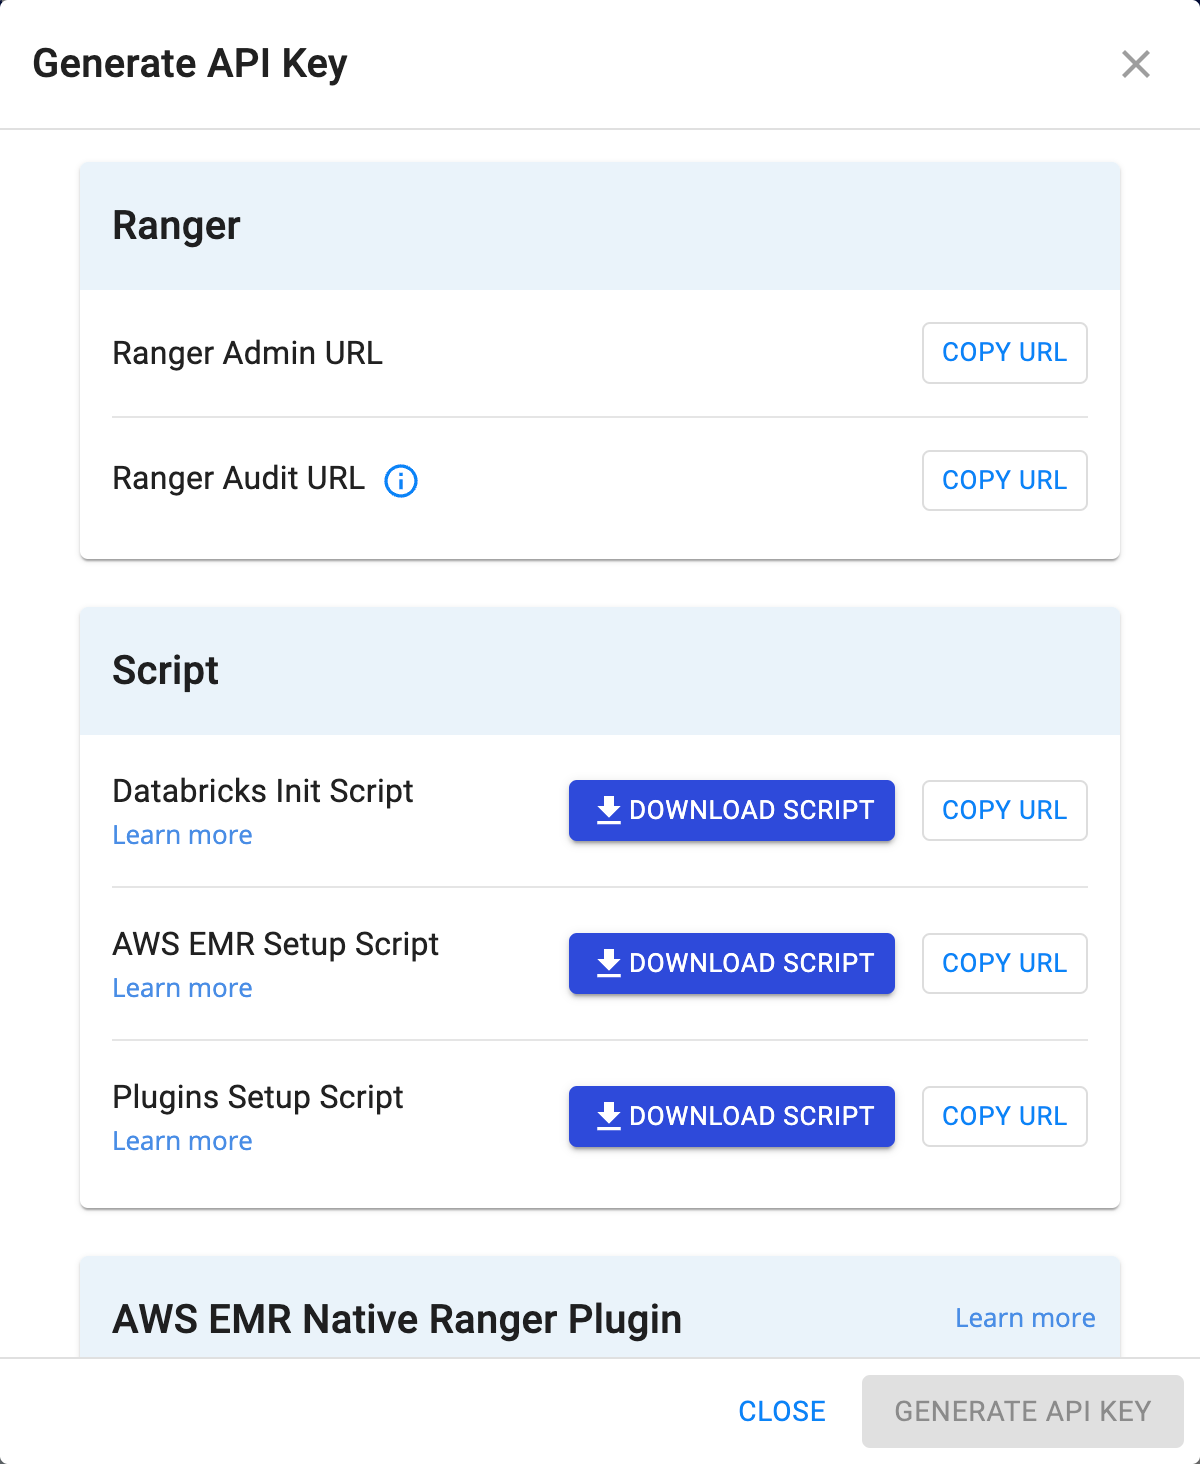 Generate API Key
Ranger
Ranger Admin URL COPY URL
Ranger Audit URL COPY URL
Script
Databricks Init Script DOWNLOAD SCRIPT COPY URL
Learn more
AWS EMR Setup Script DOWNLOAD SCRIPT COPY URL
Learn more
Plugins Setup Script DOWNLOAD SCRIPT COPY URL
Learn more
AWS EMR Native Ranger Plugin Learn more
CLOSE GENERATE API KEY